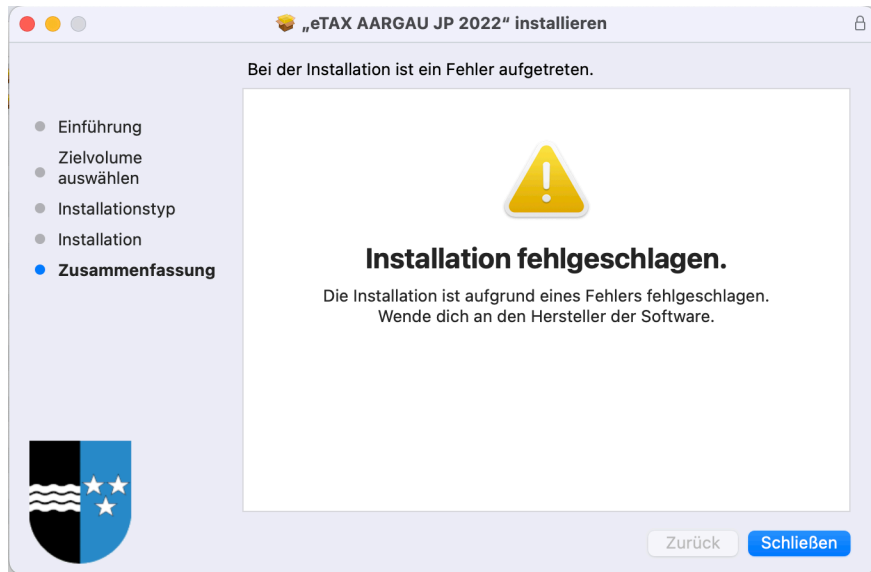 „eTAX AARGAU JP 2022“ installieren
Bei der Installation ist ein Fehler aufgetreten.
Einführung
Zielvolume
auswählen
Installationstyp
Installation
Zusammenfassung
Installation fehlgeschlagen.
Die Installation ist aufgrund eines Fehlers fehlgeschlagen.
Wende dich an den Hersteller der Software.
Zurück
Schließen